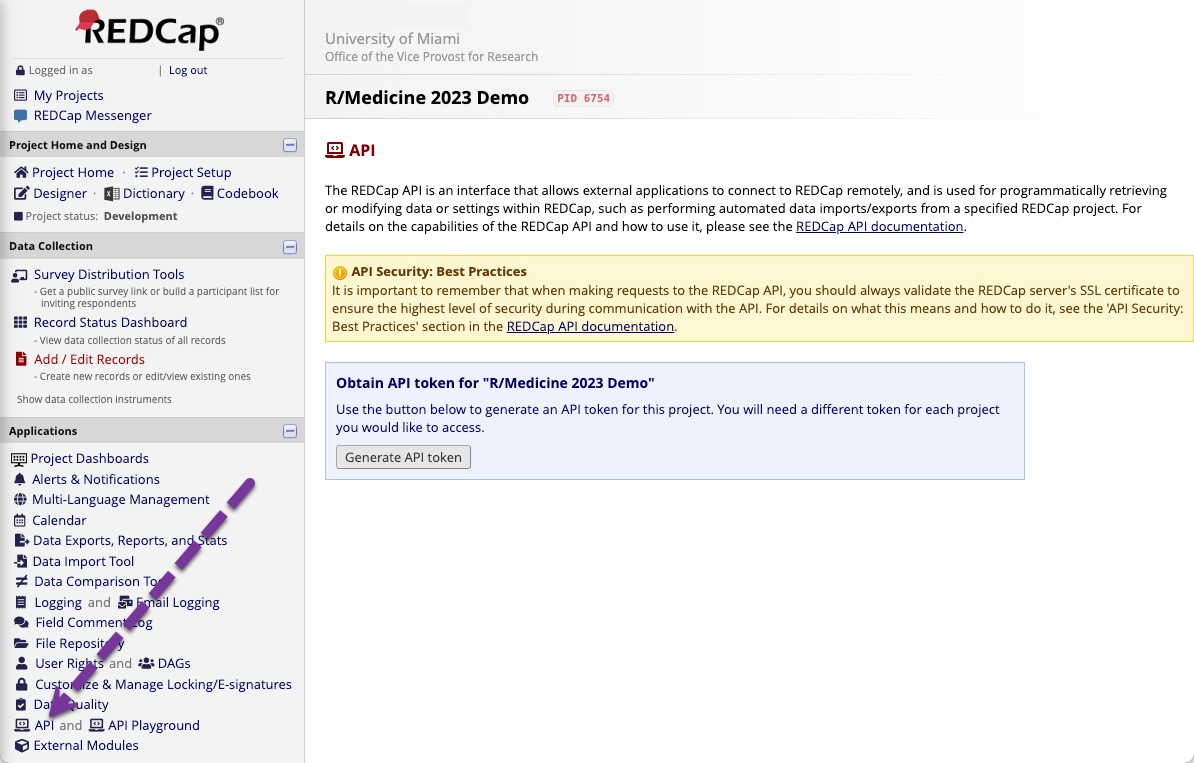 REDCap®
Logged in as | Log out
My Projects
REDCap Messenger
Project Home and Design
Project Home · Project Setup
Designer · Dictionary · Codebook
Project status: Development
Data Collection
Survey Distribution Tools
- Get a public survey link or build a participant list for
inviting respondents
Record Status Dashboard
- View data collection status of all records
Add / Edit Records
- Create new records or edit/view existing ones
Show data collection instruments
Applications
Project Dashboards
Alerts & Notifications
Multi-Language Management
Calendar
Data Exports, Reports, and Stats
Data Import Tool
Data Comparison Tool
Logging and Email Logging
Field Comment Log
File Repository
User Rights and DAGs
Customize & Manage Locking/E-signatures
Data Quality
API and API Playground
External Modules
University of Miami
Office of the Vice Provost for Research
R/Medicine 2023 Demo PID 6754
API
The REDCap API is an interface that allows external applications to connect to REDCap remotely, and is used for programmatically retrieving
or modifying data or settings within REDCap, such as performing automated data imports/exports from a specified REDCap project. For
details on the capabilities of the REDCap API and how to use it, please see the REDCap API documentation.
API Security: Best Practices
It is important to remember that when making requests to the REDCap API, you should always validate the REDCap server's SSL certificate to
ensure the highest level of security during communication with the API. For details on what this means and how to do it, see the 'API Security:
Best Practices' section in the REDCap API documentation.
Obtain API token for "R/Medicine 2023 Demo"
Use the button below to generate an API token for this project. You will need a different token for each project
you would like to access.
Generate API token